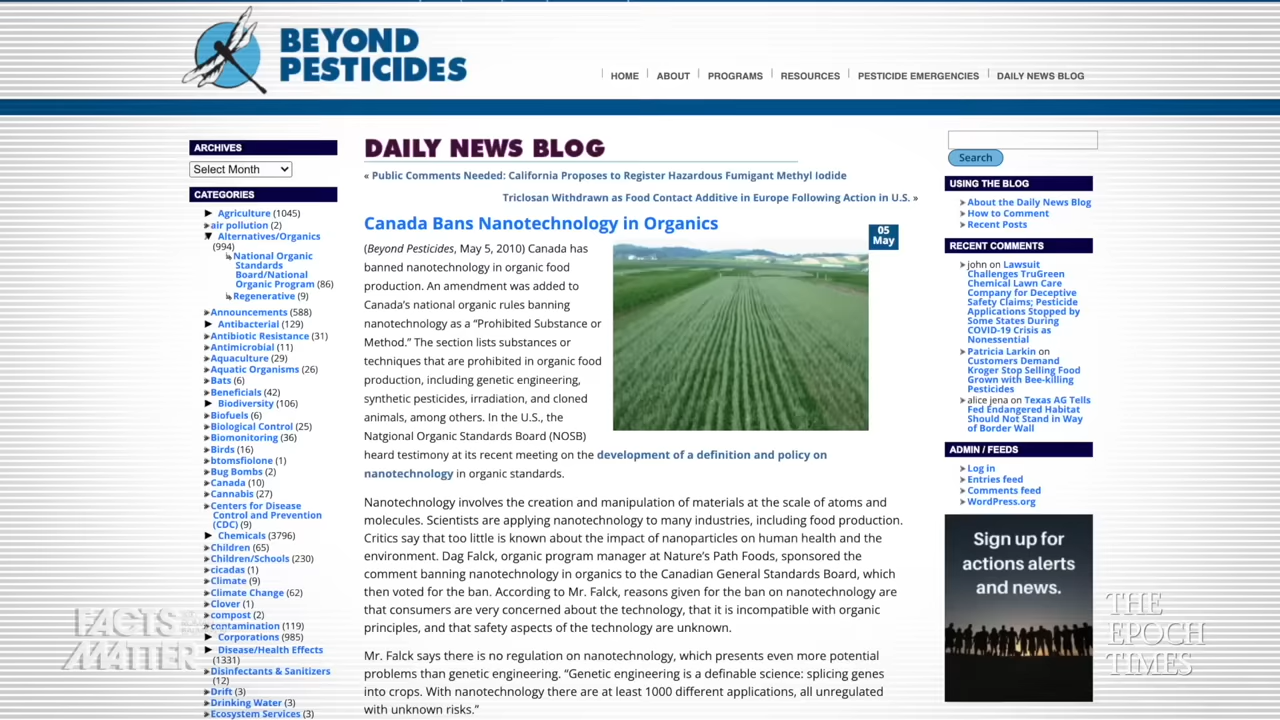 BEYOND
PESTICIDES
HOME
ABOUT
PROGRAMS
RESOURCES
PESTICIDE EMERGENCIES
DAILY NEWS BLOG
ARCHIVES
Select Month
CATEGORIES
Agriculture (1045)
air pollution (2)
Alternatives/Organics
(994)
National Organic
Standards
Board/National
Organic Program (86)
Regenerative (9)
Announcements (588)
Antibacterial (129)
Antibiotic Resistance (31)
Antimicrobial (11)
Aquaculture (29)
Aquatic Organisms (26)
Bats (6)
Beneficials (42)
Biodiversity (106)
Biofuels (6)
Biological Control (25)
Biomonitoring (36)
Birds (16)
btomsfiolone (1)
Bug Bombs (2)
Canada (10)
Cannabis (27)
Centers for Disease
Control and Prevention
(CDC) (9)
Chemicals (3796)
Children (65)
Children/Schools (230)
cicadas (1)
Climate (9)
Climate Change (62)
Clover (1)
compost (2)
contamination (119)
Corporations (985)
Disease/Health Effects
(1331)
Disinfectants & Sanitizers
(12)
Drift (3)
Drinking Water (3)
Ecosystem Services (3)
FACTS
MATTER
DAILY NEWS BLOG
« Public Comments Needed: California Proposes to Register Hazardous Fumigant Methyl Iodide
Triclosan Withdrawn as Food Contact Additive in Europe Following Action in U.S. »
Canada Bans Nanotechnology in Organics
05
May
(Beyond Pesticides, May 5, 2010) Canada has
banned nanotechnology in organic food
production. An amendment was added to
Canada's national organic rules banning
nanotechnology as a “Prohibited Substance or
Method.” The section lists substances or
techniques that are prohibited in organic food
production, including genetic engineering,
synthetic pesticides, irradiation, and cloned
animals, among others. In the U.S., the
Natgional Organic Standards Board (NOSB)
heard testimony at its recent meeting on the development of a definition and policy on
nanotechnology in organic standards.
Nanotechnology involves the creation and manipulation of materials at the scale of atoms and
molecules. Scientists are applying nanotechnology to many industries, including food production.
Critics say that too little is known about the impact of nanoparticles on human health and the
environment. Dag Falck, organic program manager at Nature's Path Foods, sponsored the
comment banning nanotechnology in organics to the Canadian General Standards Board, which
then voted for the ban. According to Mr. Falck, reasons given for the ban on nanotechnology are
that consumers are very concerned about the technology, that it is incompatible with organic
principles, and that safety aspects of the technology are unknown.
Mr. Falck says there is no regulation on nanotechnology, which presents even more potential
problems than genetic engineering. “Genetic engineering is a definable science: splicing genes
into crops. With nanotechnology there are at least 1000 different applications, all unregulated
with unknown risks.”
Search
USING THE BLOG
About the Daily News Blog
How to Comment
Recent Posts
RECENT COMMENTS
john on Lawsuit
Challenges TruGreen
Chemical Lawn Care
Company for Deceptive
Safety Claims; Pesticide
Applications Stopped by
Some States During
COVID-19 Crisis as
Nonessential
Patricia Larkin on
Customers Demand
Kroger Stop Selling Food
Grown with Bee-killing
Pesticides
alice jena on Texas AG Tells
Fed Endangered Habitat
Should Not Stand in Way
of Border Wall
ADMIN / FEEDS
Log in
Entries feed
Comments feed
WordPress.org
Sign up for
actions alerts
and news.
THE
EPOCH
TIMES